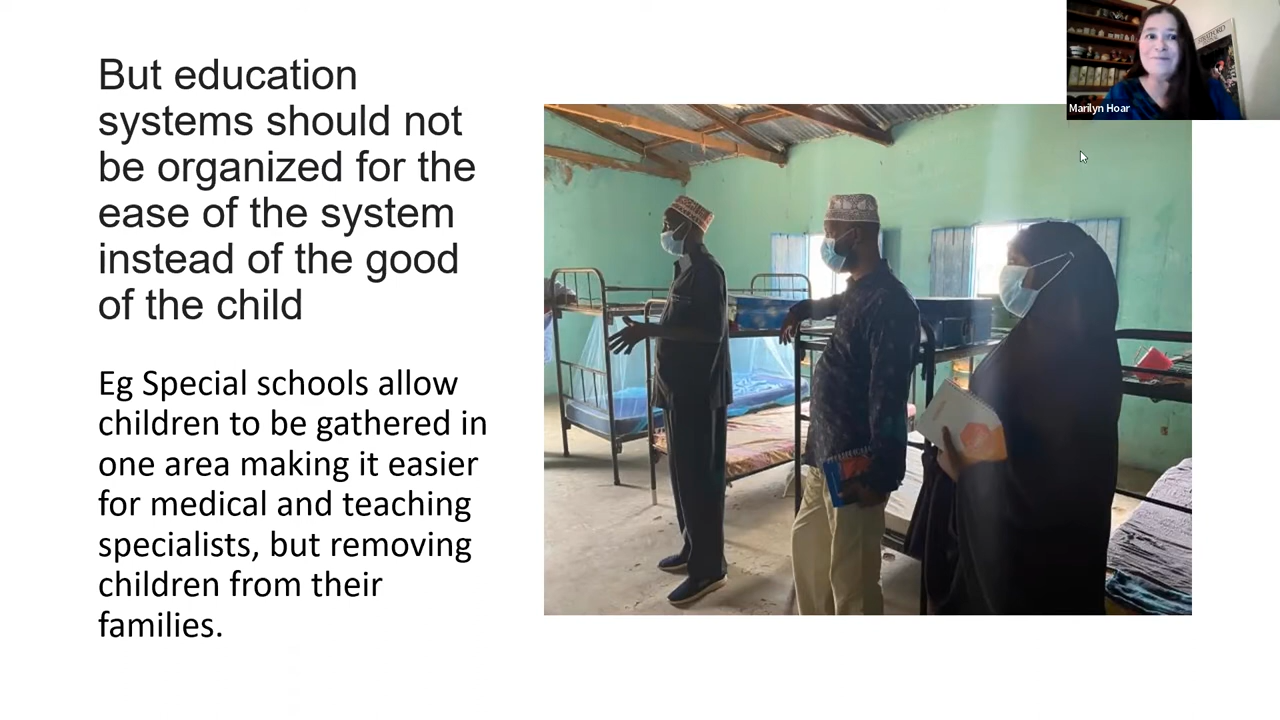 But education
systems should not
be organized for the
ease of the system
instead of the good
of the child
Eg Special schools allow
children to be gathered in
one area making it easier
for medical and teaching
specialists, but removing
children from their
families.
Marilyn Hoar